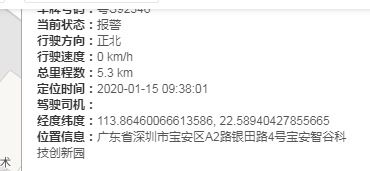 当前状态：报警
行驶方向：正北
行驶速度：0 km/h
总里程数：5.3 km
定位时间：2020-01-15 09:38:01
驾驶司机：
经度纬度：113.86460066613586, 22.58940427855665
位置信息：广东省深圳市宝安区A2路银田路4号宝安智谷科
技创新园
术